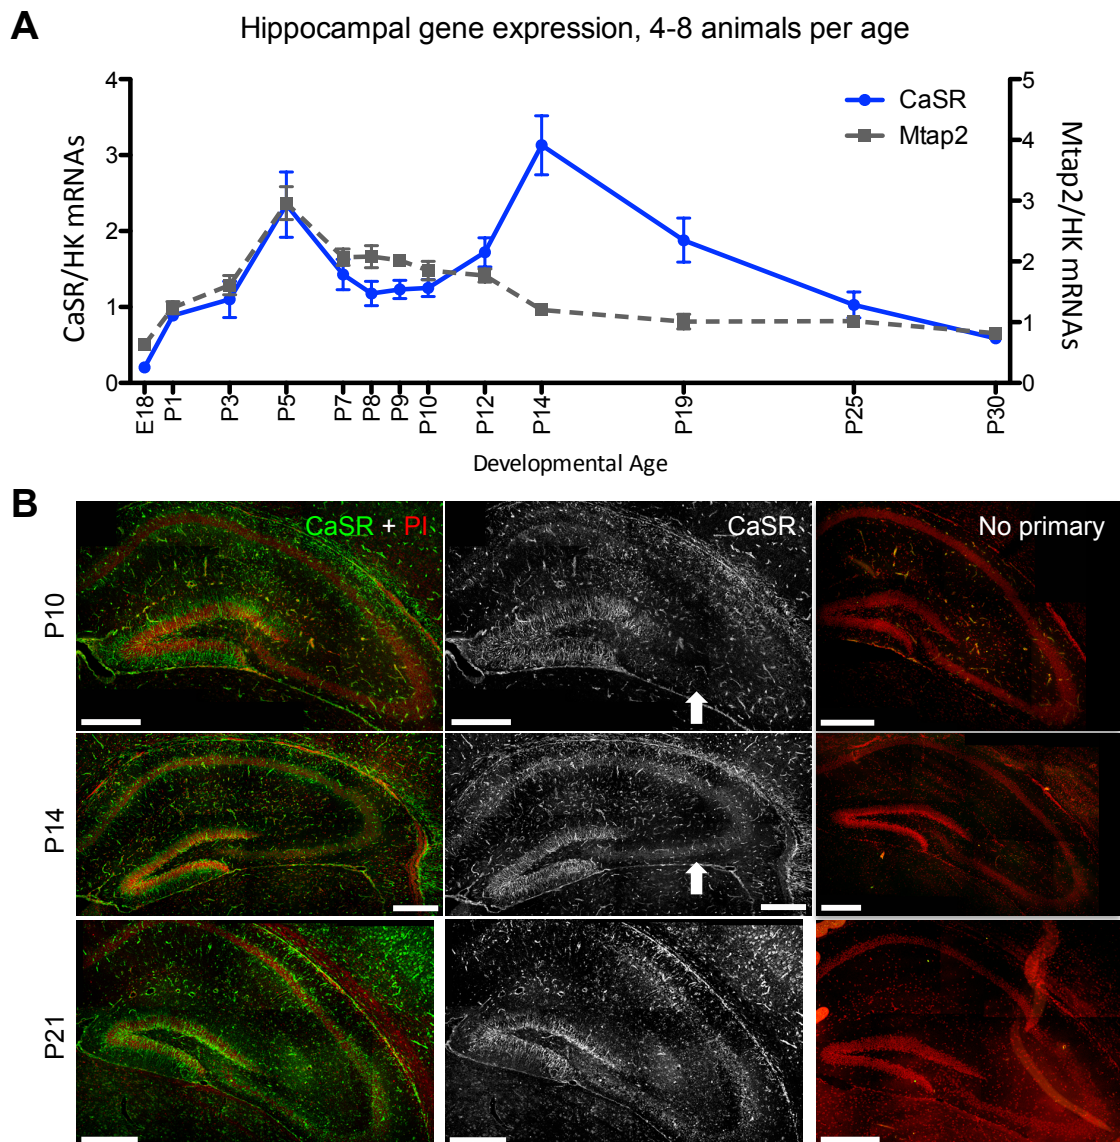 A
Hippocampal gene expression, 4-8 animals per age
CaSR/HK mRNAs
4
3
2
1
0
CaSR
Mtap2
5
4
3
2
1
0
Mtap2/HK mRNAs
E18
P1
P3
P5
P7
P8
P9
P10
P12
P14
P19
P25
P30
Developmental Age
B
P10
CaSR + PI
CaSR
No primary
P14
P21